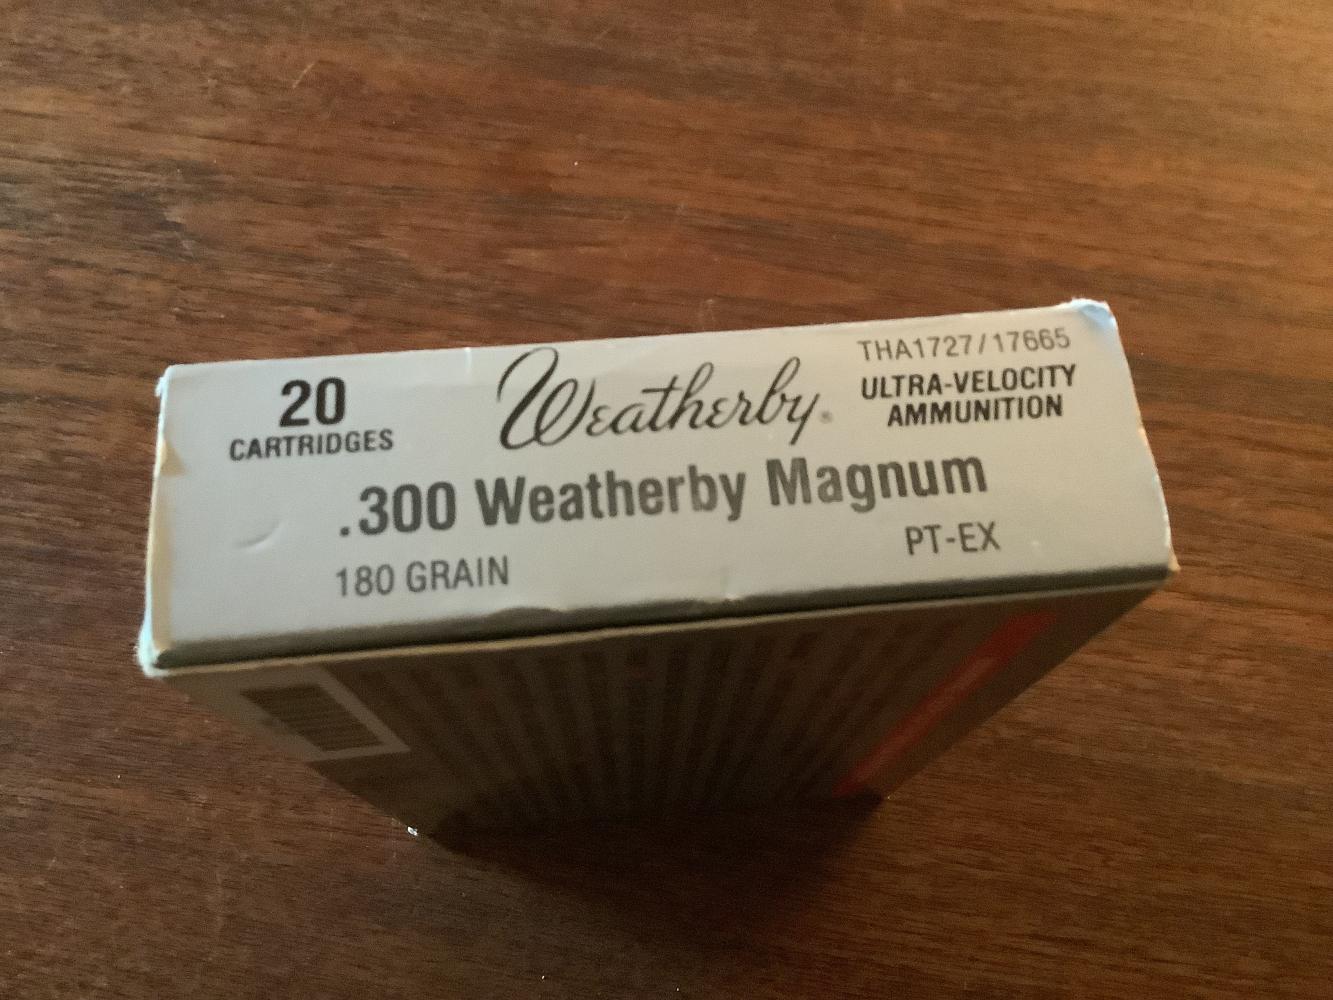 20
CARTRIDGES
Weatherby®
THA1727/17665
ULTRA-VELOCITY
AMMUNITION
.300 Weatherby Magnum
180 GRAIN
PT-EX